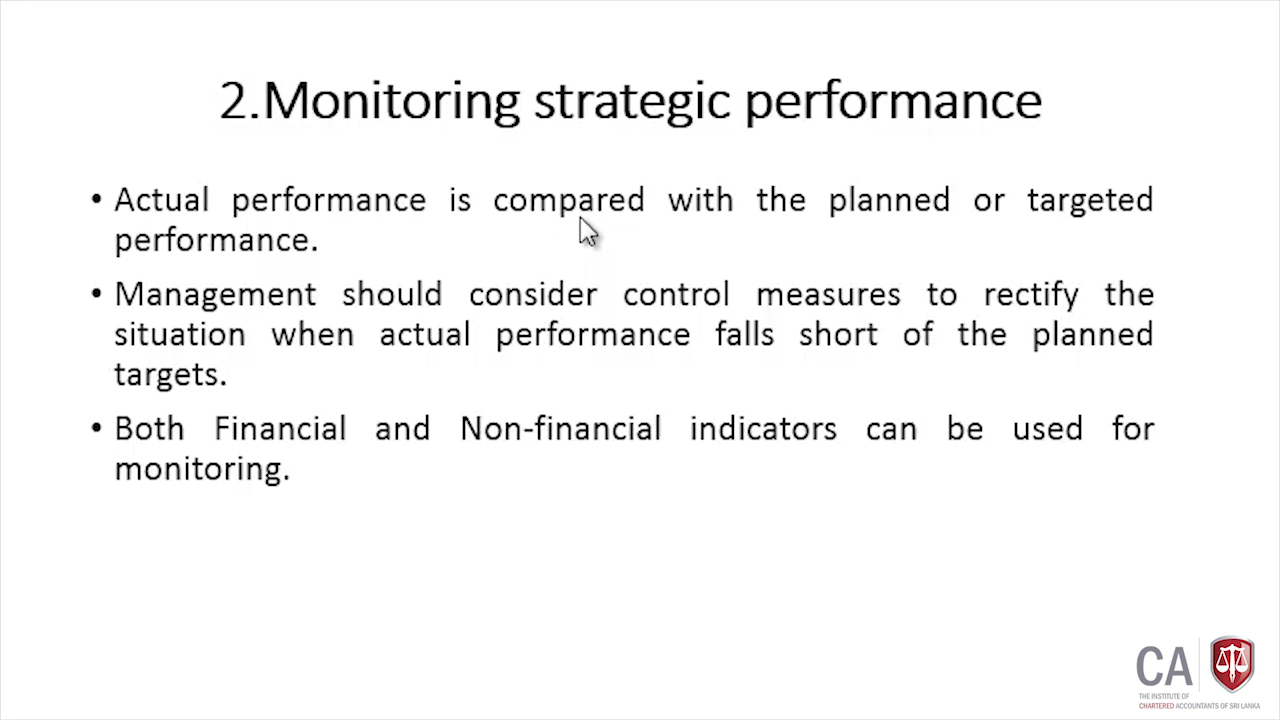 2.Monitoring strategic performance
• Actual performance is compared with the planned or targeted
performance.
• Management should consider control measures to rectify the
situation when actual performance falls short of the planned
targets.
• Both Financial and Non-financial indicators can be used for
monitoring.
CA
THE INSTITUTE OF
CHARTERED ACCOUNTANTS OF SRI LANKA